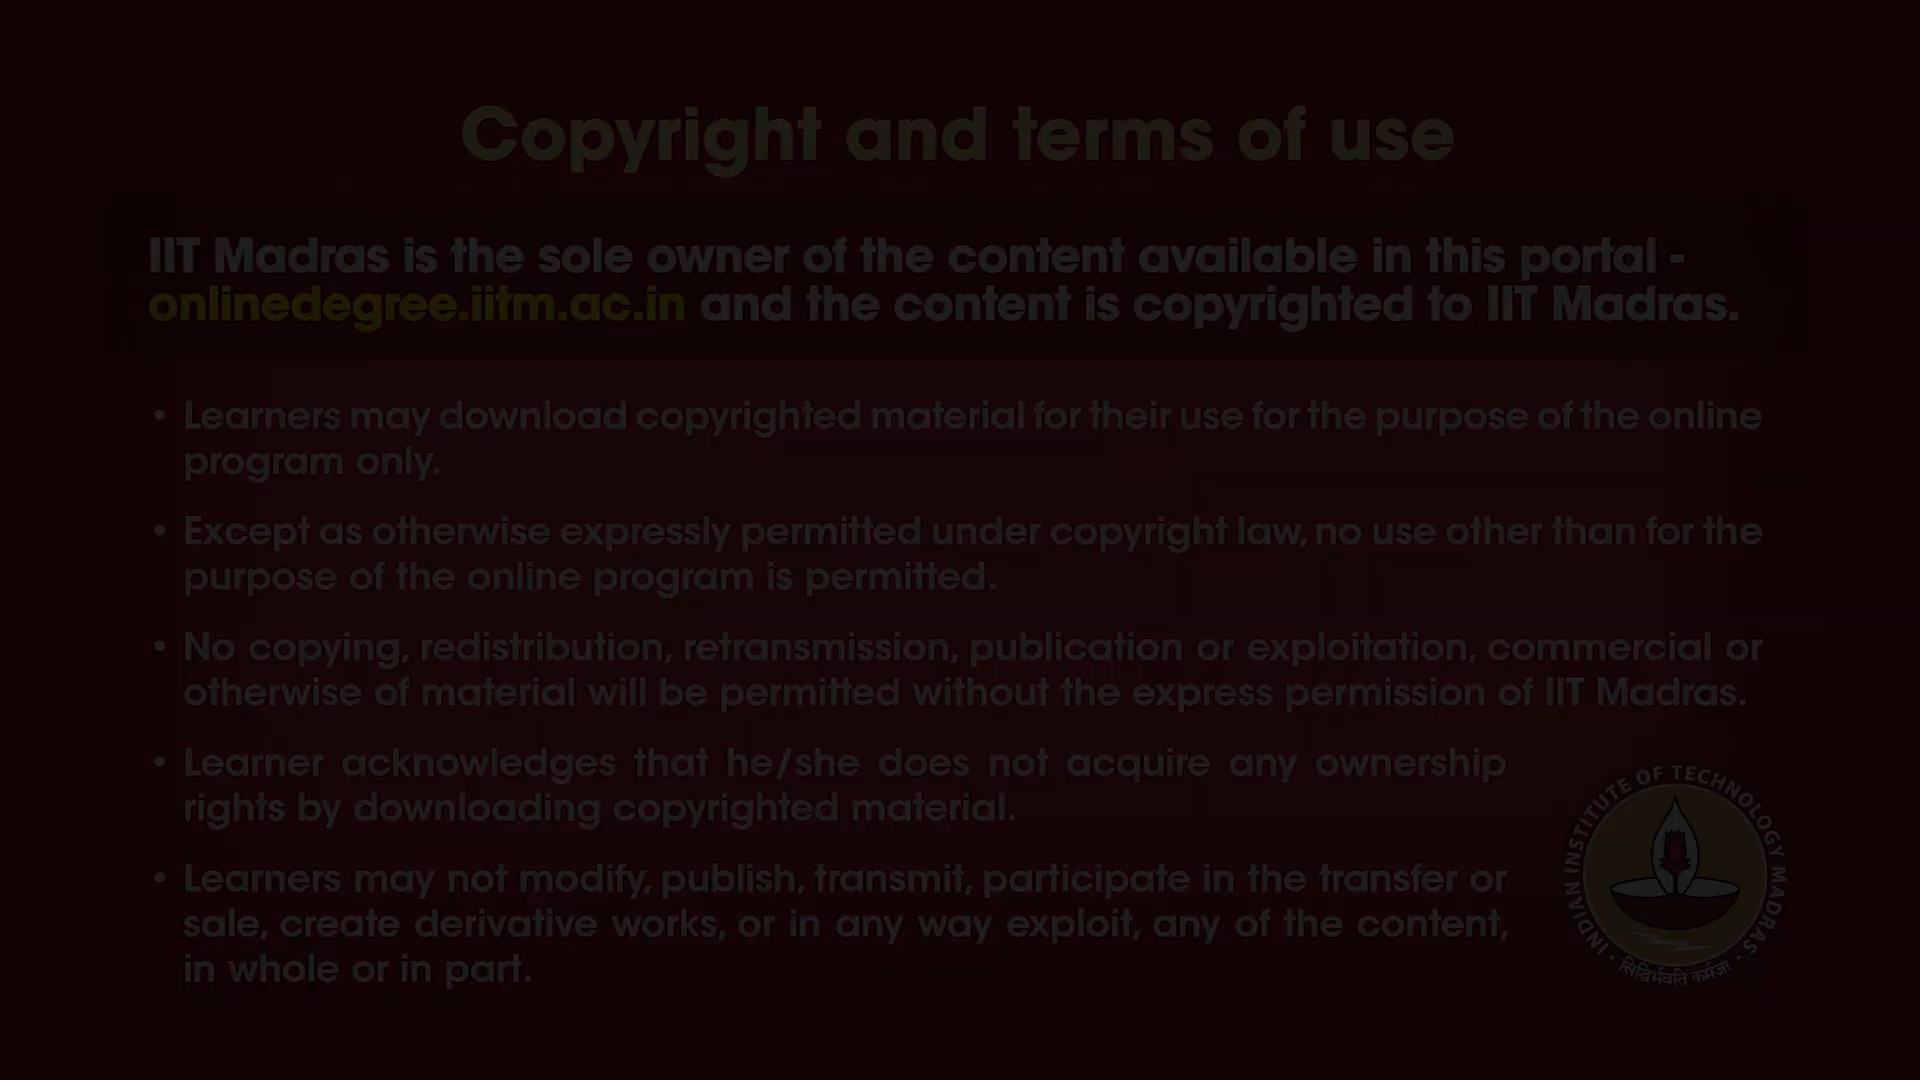 Copyright and terms of use
IIT Madras is the sole owner of the content available in this portal -
onlinedegree.iitm.ac.in and the content is copyrighted to IIT Madras.
• Learners may download copyrighted material for their use for the purpose of the online
program only.
• Except as otherwise expressly permitted under copyright law, no use other than for the
purpose of the online program is permitted.
• No copying, redistribution, retransmission, publication or exploitation, commercial or
otherwise of material will be permitted without the express permission of IIT Madras.
• Learner acknowledges that he/she does not acquire any ownership
rights by downloading copyrighted material.
• Learners may not modify, publish, transmit, participate in the transfer or
sale, create derivative works, or in any way exploit, any of the content,
in whole or in part.
INDIAN INSTITUTE OF TECHNOLOGY MADRAS
सिद्धिर्भवति कर्मजा